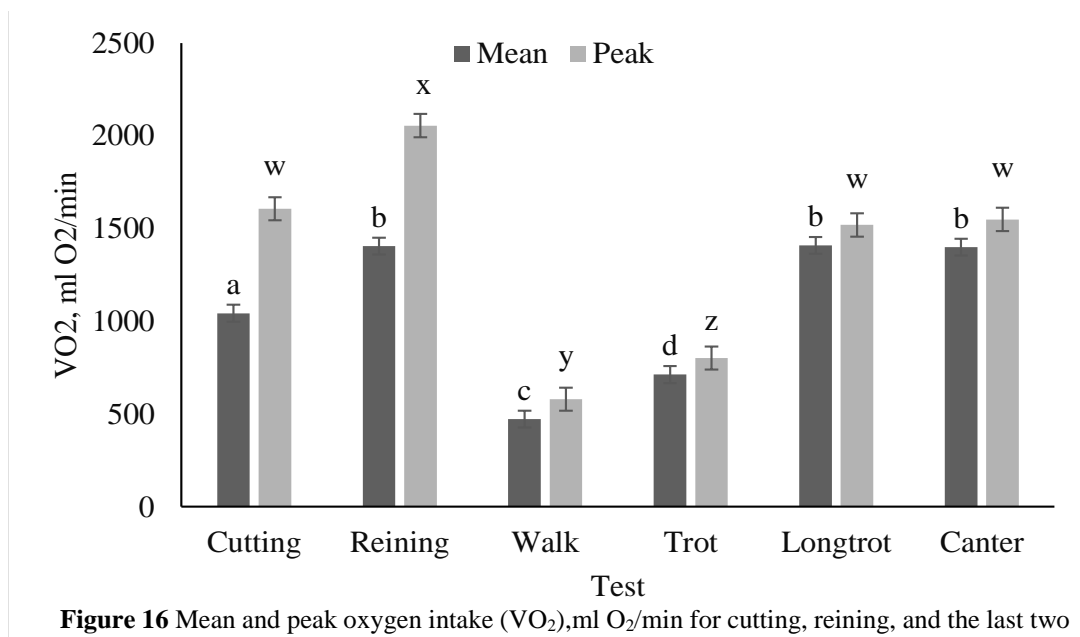 2500
Mean Peak
x
2000
w
w
w
b
b
b
1500
VO2, ml O2/min
a
1000
z
d
y
c
500
0
Cutting Reining Walk Trot Longtrot Canter
Test
Figure 16 Mean and peak oxygen intake (VO₂),ml O₂/min for cutting, reining, and the last two